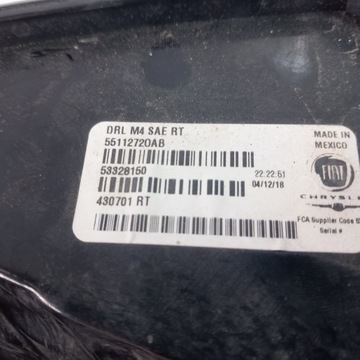 DRL M4 SAE RT
55112720AB
53328150
430701 RT
22:22:51
04/12/18
MADE IN
MEXICO
FIAT
CHRYSLER
FCA Supplier Code
Serial #